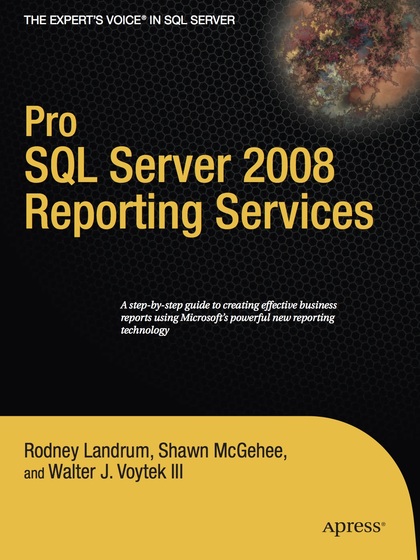 THE EXPERT'S VOICE® IN SQL SERVER
Pro
SQL Server 2008
Reporting Services
A step-by-step guide to creating effective business
reports using Microsoft's powerful new reporting
technology
Rodney Landrum, Shawn McGehee,
and Walter J. Voytek III
Apress®